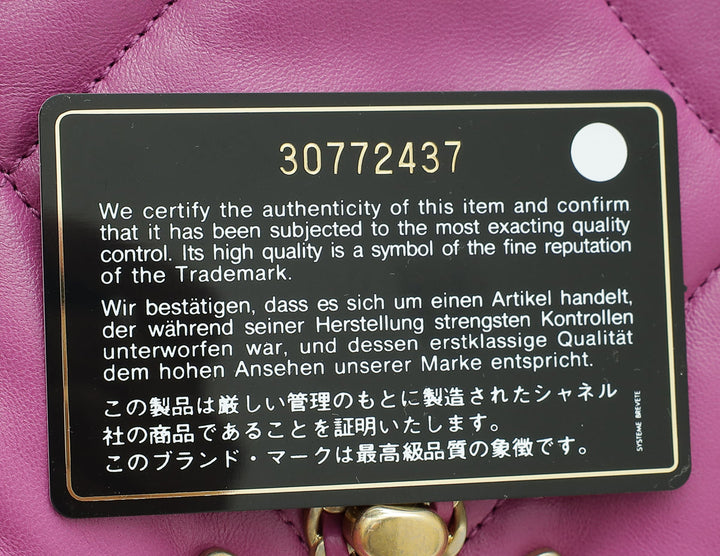 30772437
We certify the authenticity of this item and confirm
that it has been subjected to the most exacting quality
control. Its high quality is a symbol of the fine reputation
of the Trademark.
Wir bestätigen, dass es sich um einen Artikel handelt,
der während seiner Herstellung strengsten Kontrollen
unterworfen war, und dessen erstklassige Qualität
dem hohen Ansehen unserer Marke entspricht.
この製品は厳しい管理のもとに製造されたシャネル
社の商品であることを証明いたします。
このブランド・マークは最高級品質の象徴です。
SYSTEME BREVETE